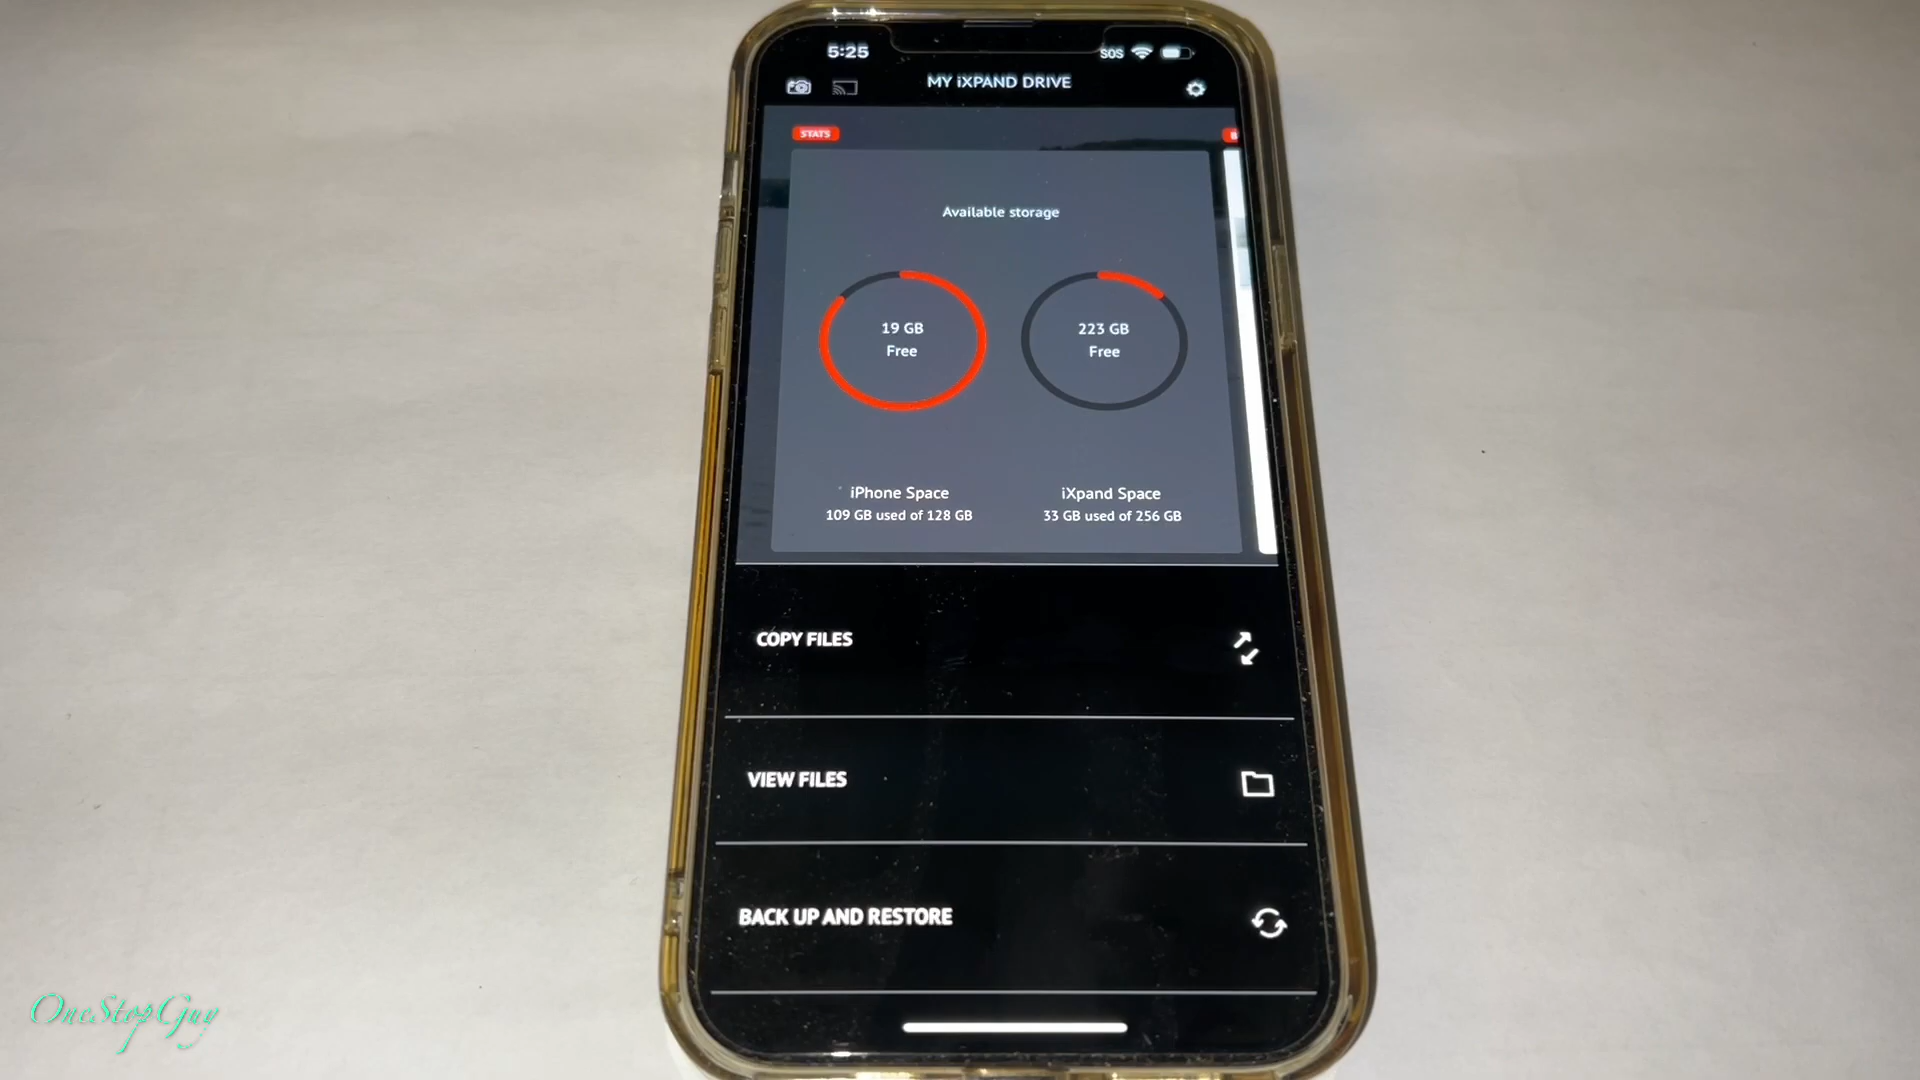 5:25
SOS
MY iXPAND DRIVE
STATS
Available storage
19 GB
Free
223 GB
Free
iPhone Space
109 GB used of 128 GB
iXpand Space
33 GB used of 256 GB
COPY FILES
VIEW FILES
BACK UP AND RESTORE
OneStopGuy